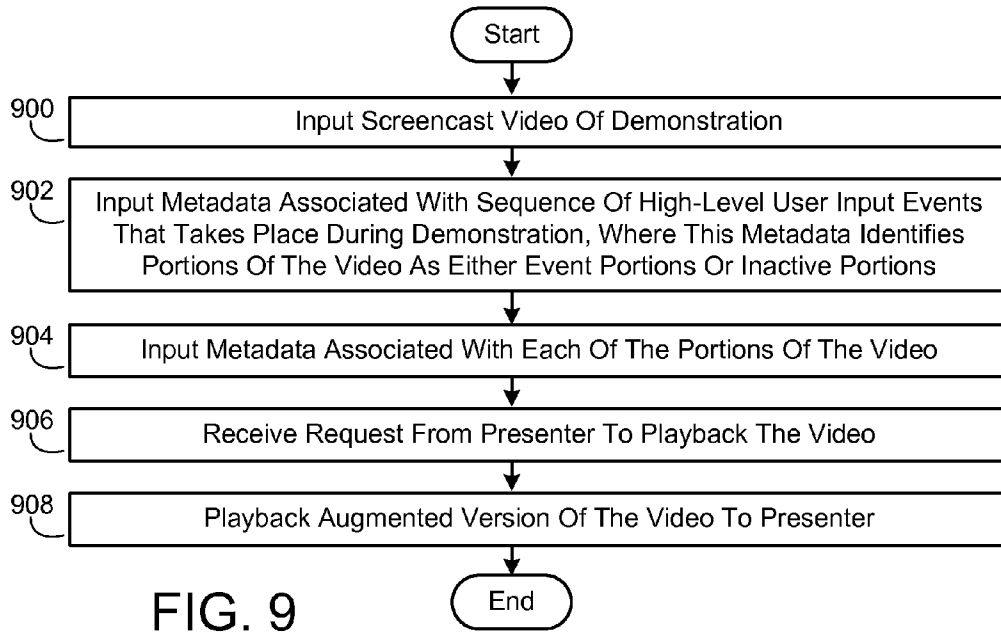 Start
900
Input Screencast Video Of Demonstration
902
Input Metadata Associated With Sequence Of High-Level User Input Events
That Takes Place During Demonstration, Where This Metadata Identifies
Portions Of The Video As Either Event Portions Or Inactive Portions
904
Input Metadata Associated With Each Of The Portions Of The Video
906
Receive Request From Presenter To Playback The Video
908
Playback Augmented Version Of The Video To Presenter
End
FIG. 9